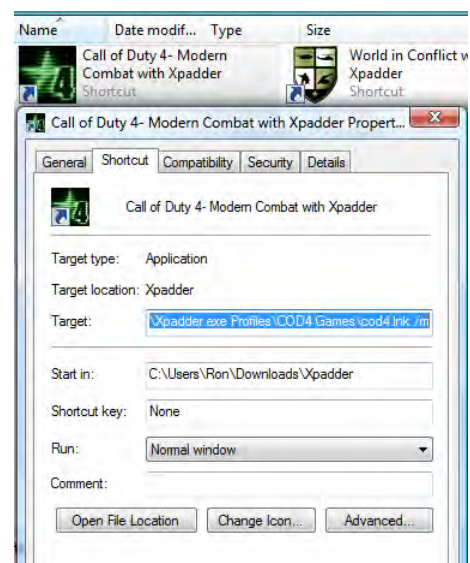 Name Date modif... Type Size
Call of Duty 4- Modern
Combat with Xpadder
Shortcut
World in Conflict w
Xpadder
Shortcut
Call of Duty 4- Modern Combat with Xpadder Propert...
General Shortcut Compatibility Security Details
Call of Duty 4- Modern Combat with Xpadder
Target type: Application
Target location: Xpadder
Target: \Xpadder.exe Profiles\COD4 Games\cod4.lnk /m
Start in: C:\Users\Ron\Downloads\Xpadder
Shortcut key: None
Run: Normal window
Comment:
Open File Location Change Icon... Advanced...